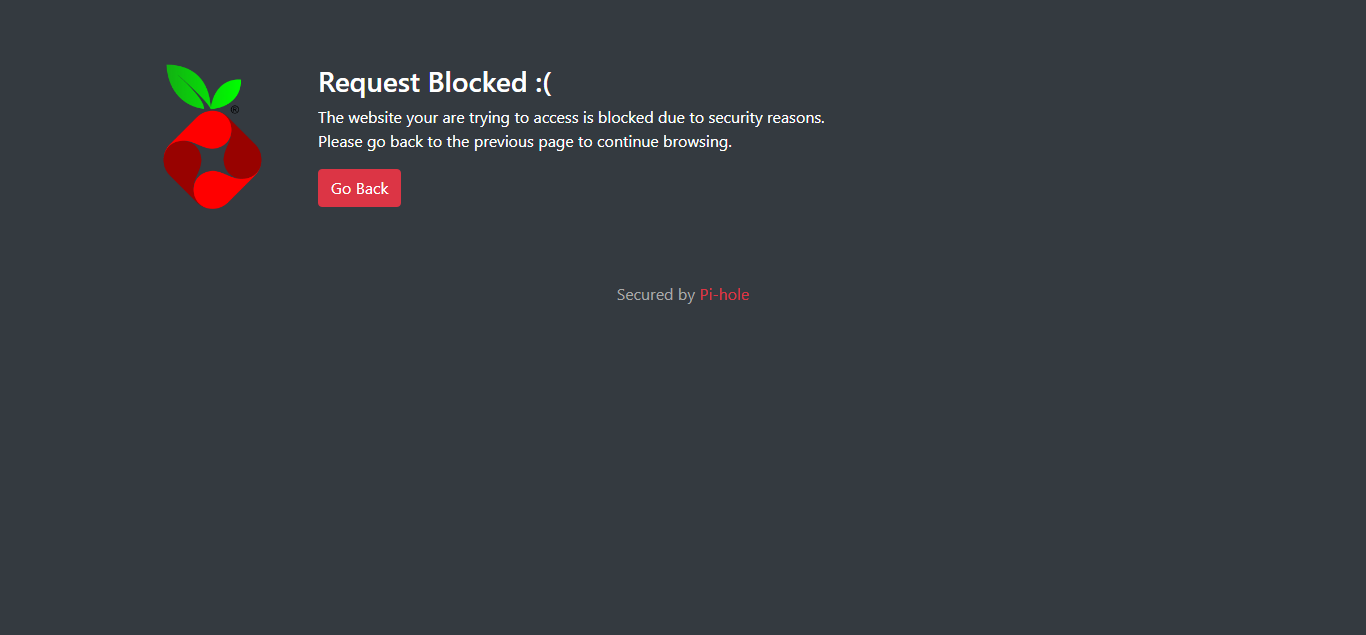 Request Blocked :(
®
The website your are trying to access is blocked due to security reasons.
Please go back to the previous page to continue browsing.
Go Back
Secured by Pi-hole